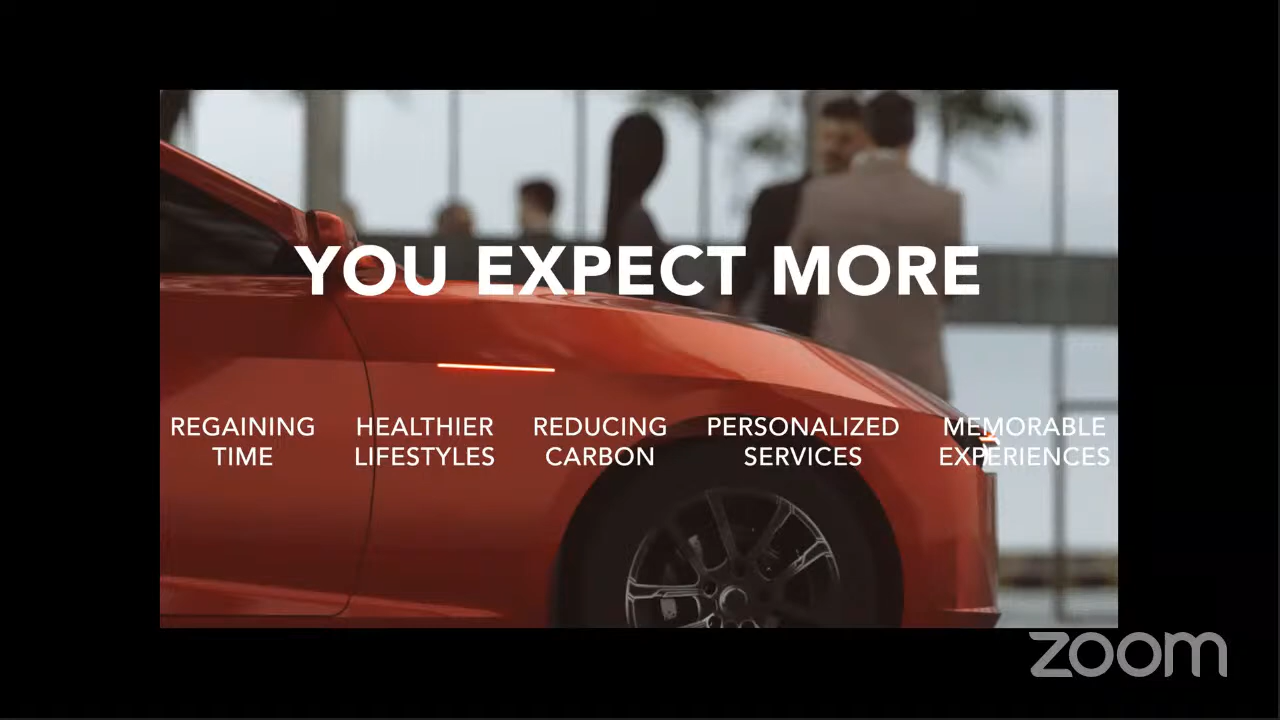 YOU EXPECT MORE
REGAINING
TIME
HEALTHIER
LIFESTYLES
REDUCING
CARBON
PERSONALIZED
SERVICES
MEMORABLE
EXPERIENCES
zoom